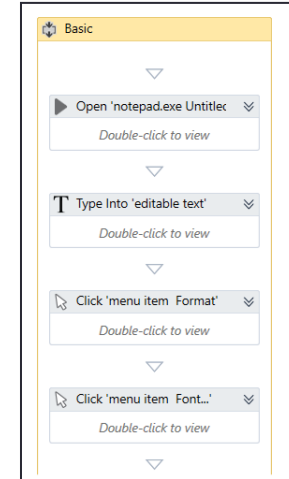 Basic
Open 'notepad.exe Untitled
Double-click to view
T Type Into 'editable text'
Double-click to view
Click 'menu item  Format'
Double-click to view
Click 'menu item  Font...'
Double-click to view